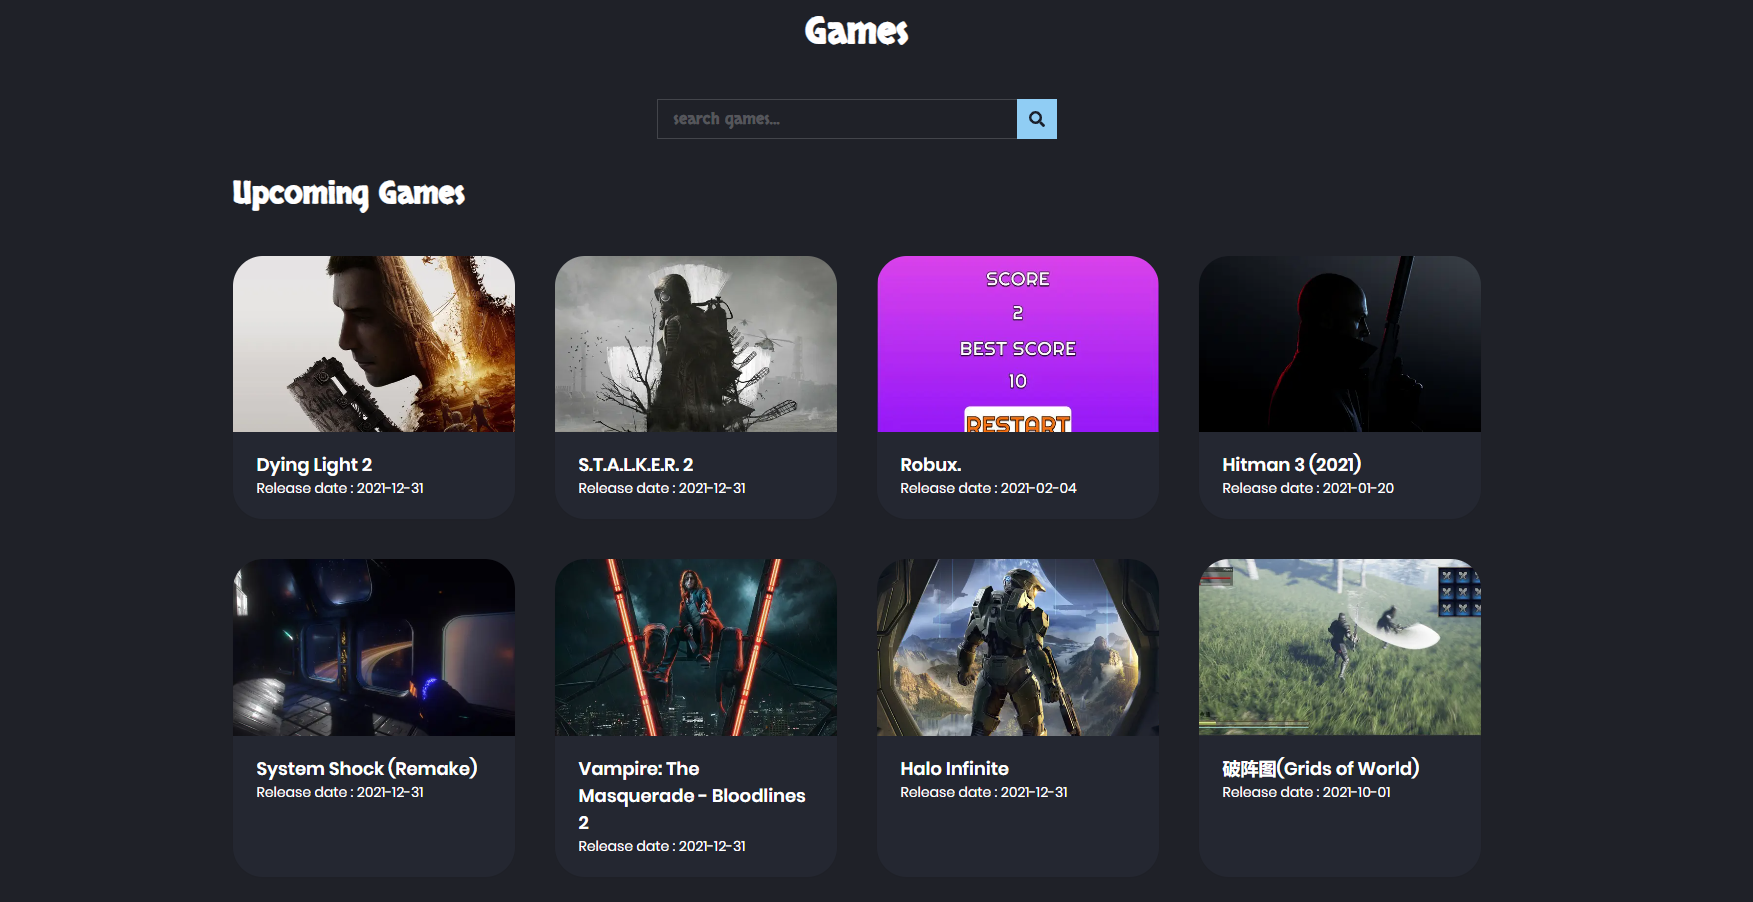 Games
search games...
Upcoming Games
SCORE
2
BEST SCORE
10
RESTART
Dying Light 2
Release date : 2021-12-31
S.T.A.L.K.E.R. 2
Release date : 2021-12-31
Robux.
Release date : 2021-02-04
Hitman 3 (2021)
Release date : 2021-01-20
System Shock (Remake)
Release date : 2021-12-31
Vampire: The
Masquerade - Bloodlines
2
Release date : 2021-12-31
Halo Infinite
Release date : 2021-12-31
破阵图(Grids of World)
Release date : 2021-10-01